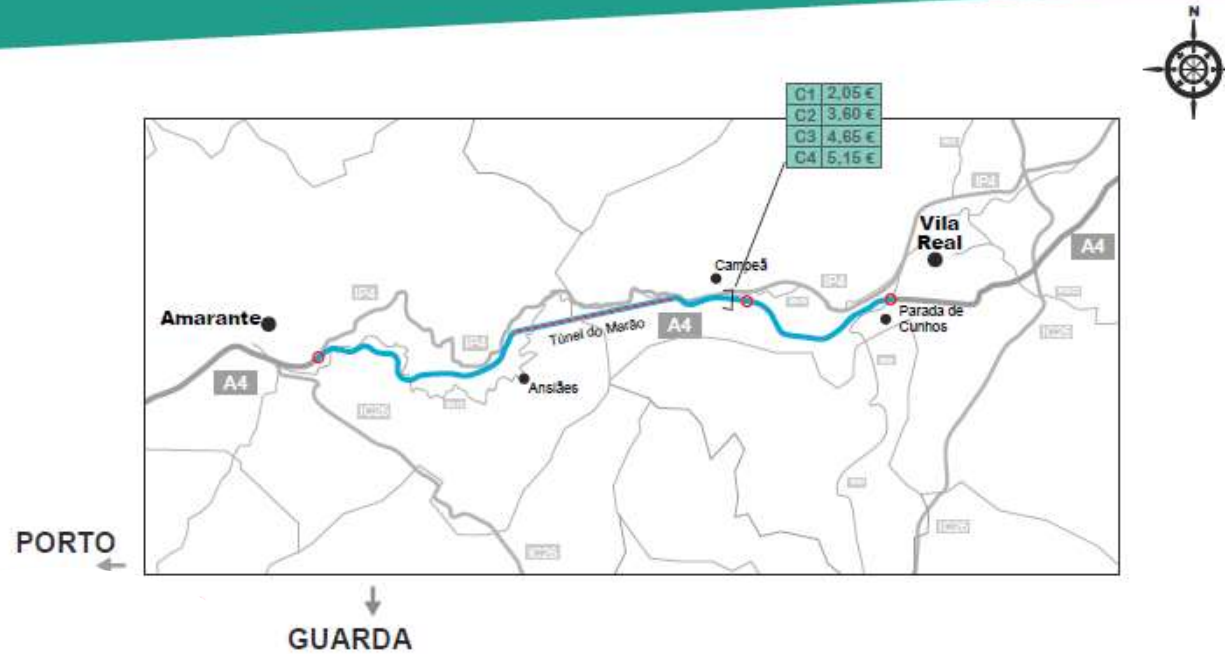 N
C1 2,05 €
C2 3,60 €
C3 4,65 €
C4 5,15 €
IP4
Vila
Real
A4
Campeã
IP4
IP4
Amarante
Parada de
Cunhos
Túnel do Marão
A4
IP4
A4
Ansiães
PORTO
GUARDA